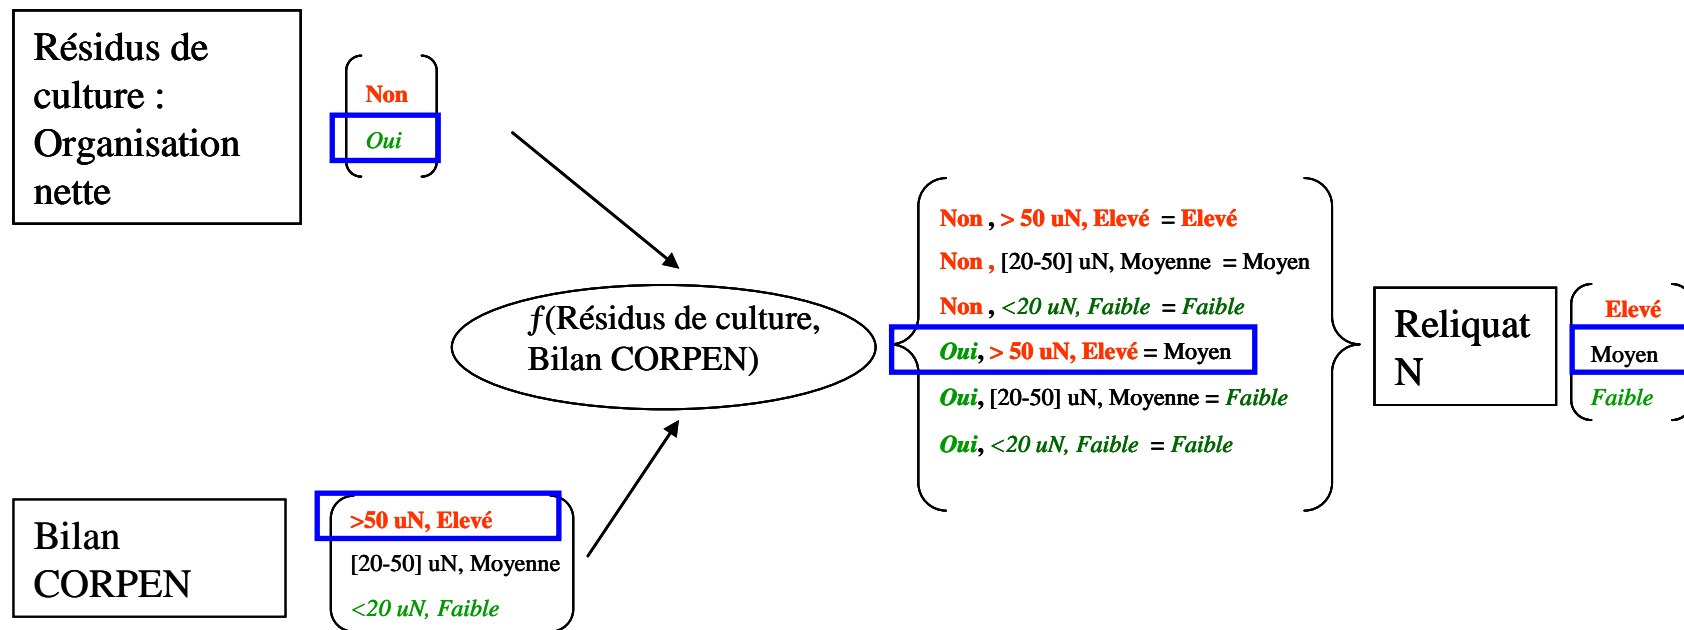 Résidus de
culture :
Organisation
nette
Non
Oui
ƒ(Résidus de culture,
Bilan CORPEN)
Bilan
CORPEN
>50 uN, Elevé
[20-50] uN, Moyenne
<20 uN, Faible
Non , > 50 uN, Elevé = Elevé
Non , [20-50] uN, Moyenne = Moyen
Non , <20 uN, Faible = Faible
Oui, > 50 uN, Elevé = Moyen
Oui, [20-50] uN, Moyenne = Faible
Oui, <20 uN, Faible = Faible
Reliquat
N
Elevé
Moyen
Faible